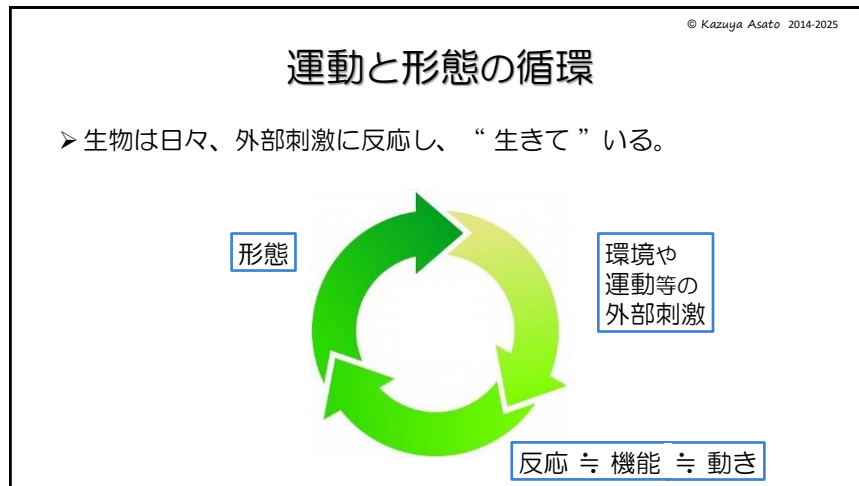 © Kazuya Asato 2014-2025
運動と形態の循環
➢生物は日々、外部刺激に反応し、“ 生きて ”いる。
形態
環境や
運動等の
外部刺激
反応 ≒ 機能 ≒ 動き